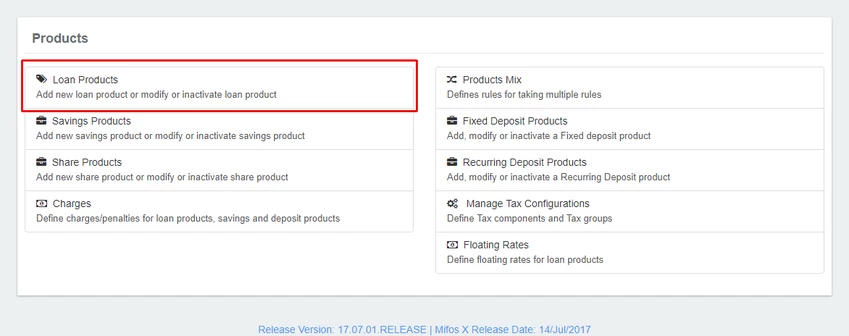 Products
Loan Products
Add new loan product or modify or inactivate loan product
Savings Products
Add new savings product or modify or inactivate savings product
Share Products
Add new share product or modify or inactivate share product
Charges
Define charges/penalties for loan products, savings and deposit products
Products Mix
Defines rules for taking multiple rules
Fixed Deposit Products
Add, modify or inactivate a Fixed deposit product
Recurring Deposit Products
Add, modify or inactivate a Recurring Deposit product
Manage Tax Configurations
Define Tax components and Tax groups
Floating Rates
Define floating rates for loan products
Release Version: 17.07.01.RELEASE | Mifos X Release Date: 14/Jul/2017